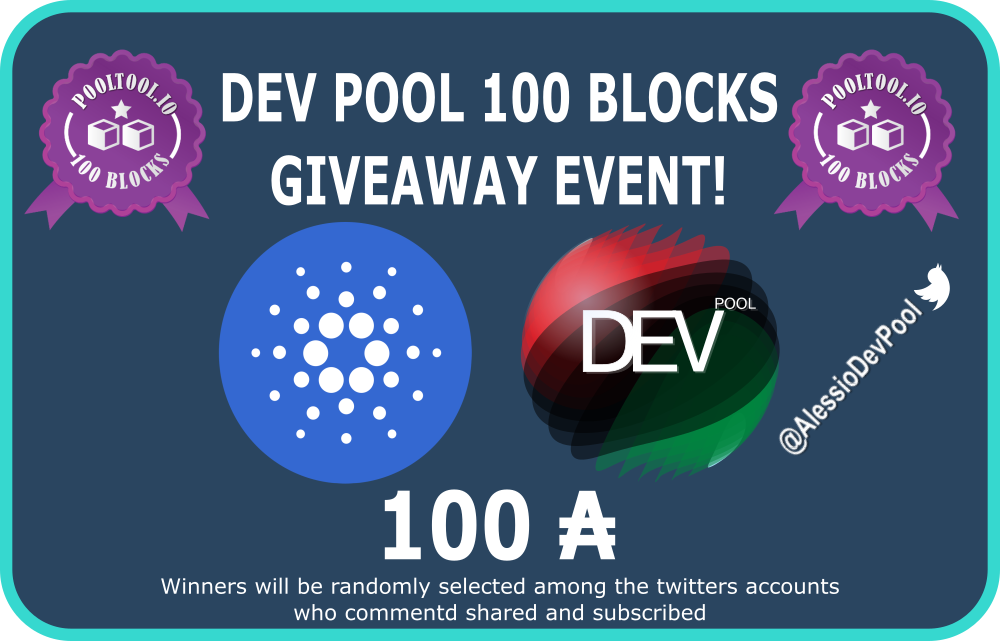 DEV POOL 100 BLOCKS
GIVEAWAY EVENT!
POOLTOOL.IO
100 BLOCKS
POOLTOOL.IO
100 BLOCKS
DEV POOL
@AlessioDevPool
100 ₳
Winners will be randomly selected among the twitters accounts
who commentd shared and subscribed